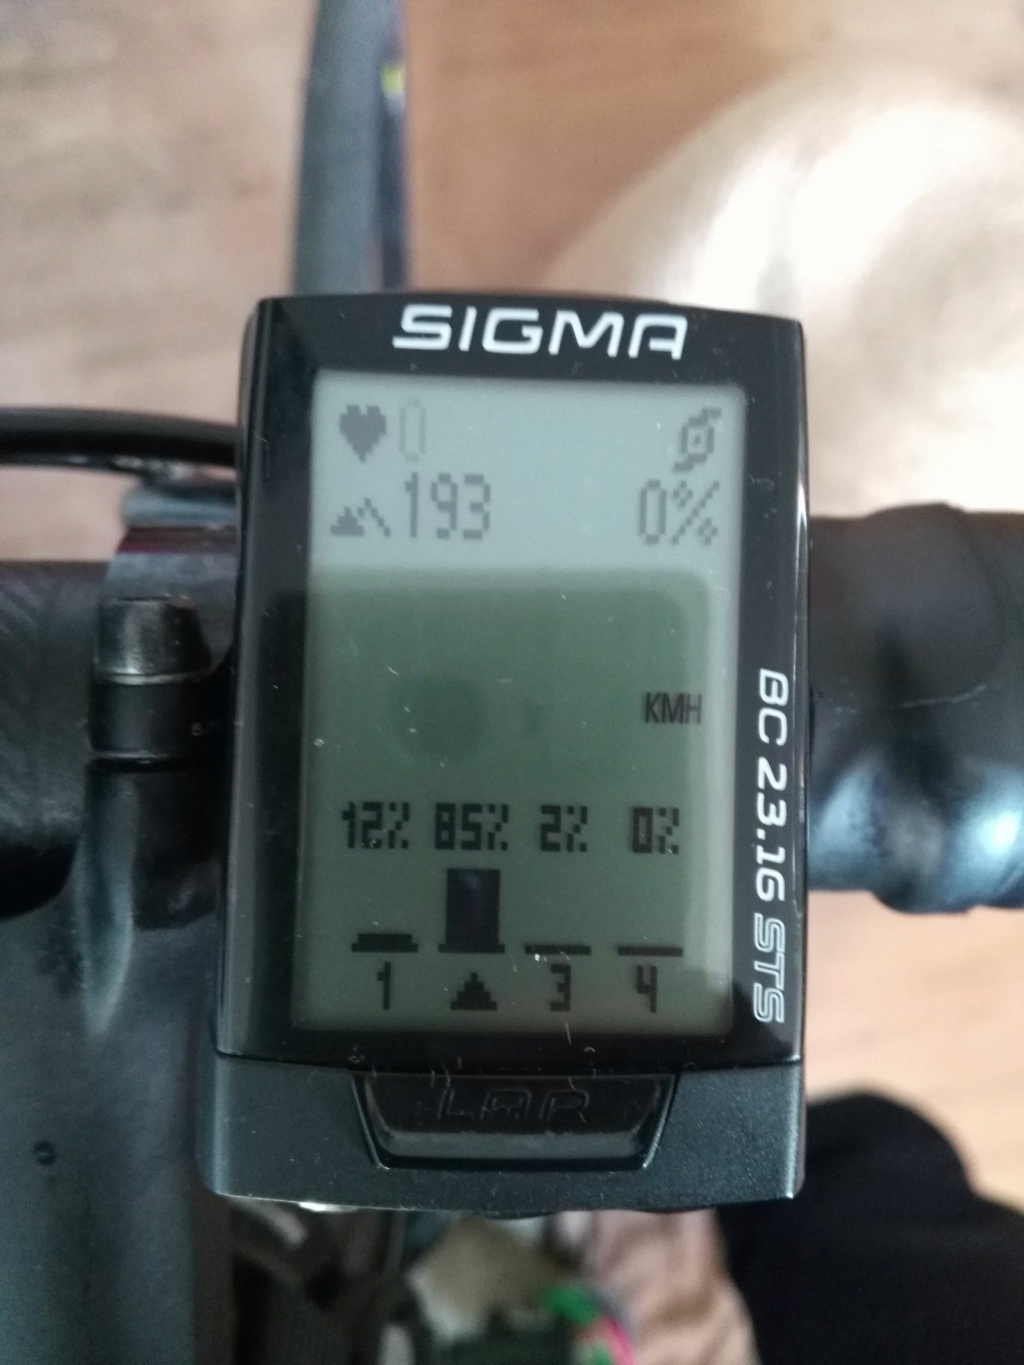 SIGMA
0
193 0%
KMH
12% 85% 2% 0%
1 3 4
LAP
BC 23.16 STS